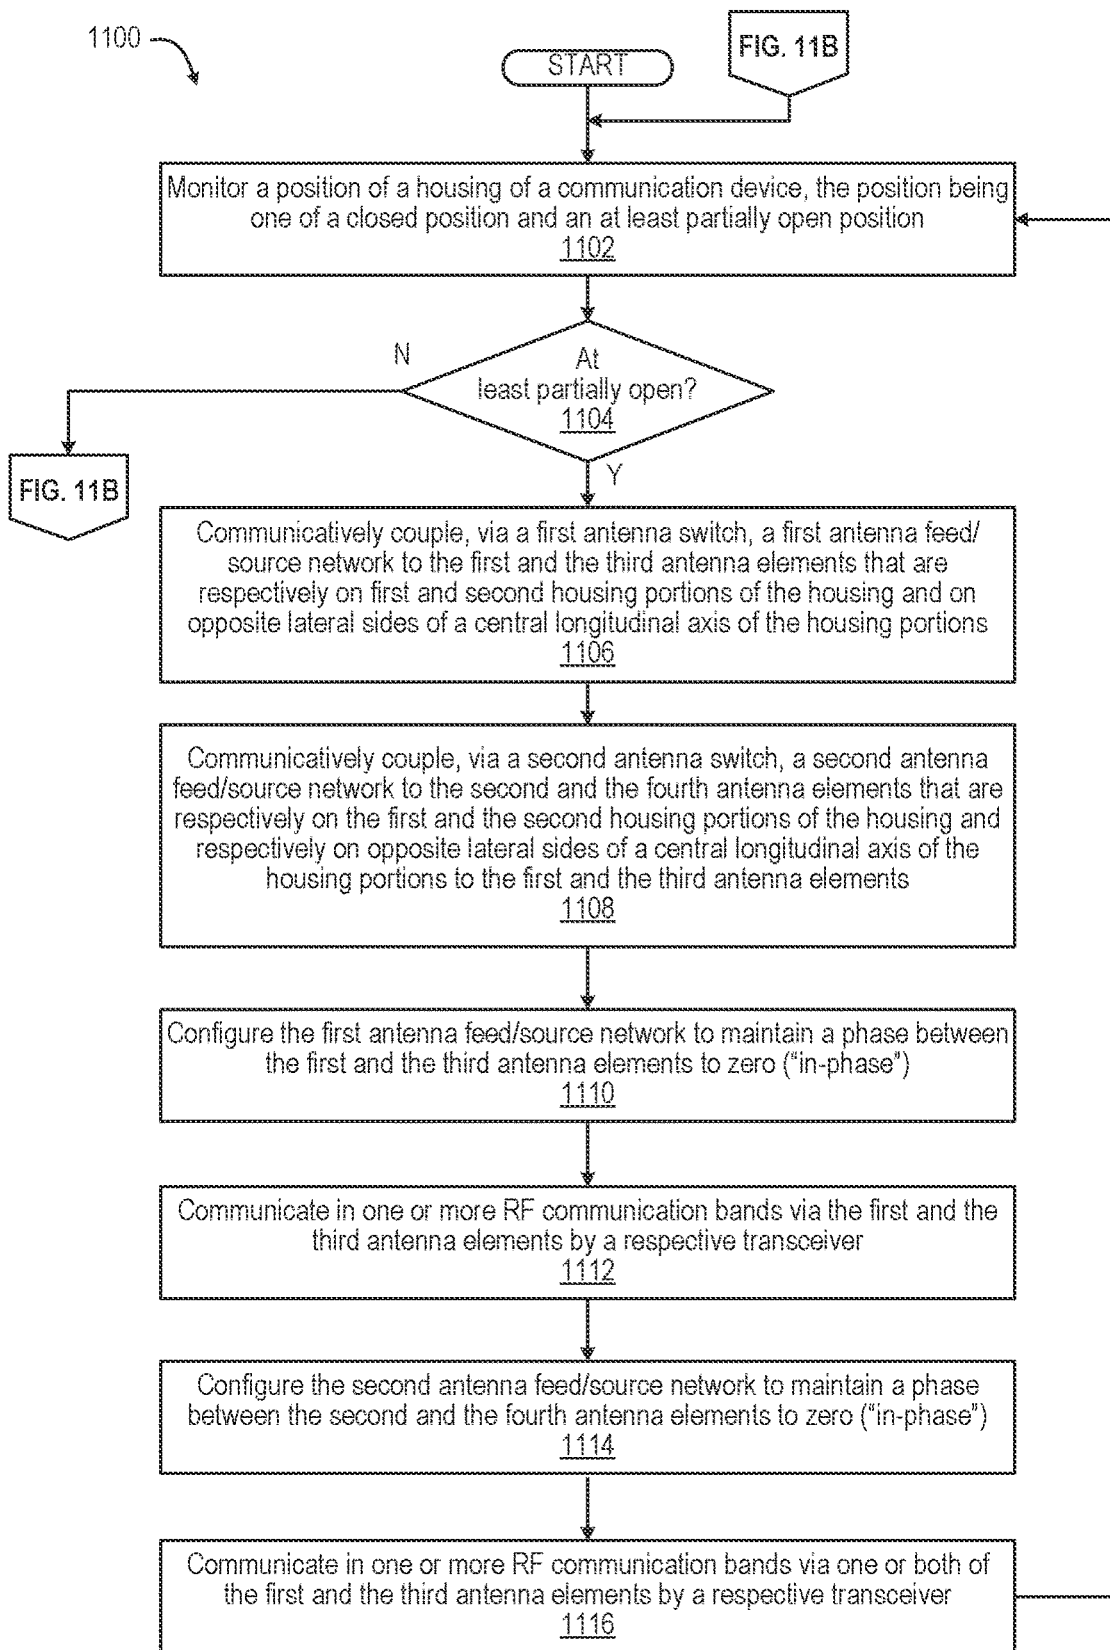 1100
START
FIG. 11B
Monitor a position of a housing of a communication device, the position being
one of a closed position and an at least partially open position
1102
N
At
least partially open?
1104
Y
FIG. 11B
Communicatively couple, via a first antenna switch, a first antenna feed/
source network to the first and the third antenna elements that are
respectively on first and second housing portions of the housing and on
opposite lateral sides of a central longitudinal axis of the housing portions
1106
Communicatively couple, via a second antenna switch, a second antenna
feed/source network to the second and the fourth antenna elements that are
respectively on the first and the second housing portions of the housing and
respectively on opposite lateral sides of a central longitudinal axis of the
housing portions to the first and the third antenna elements
1108
Configure the first antenna feed/source network to maintain a phase between
the first and the third antenna elements to zero (“in-phase”)
1110
Communicate in one or more RF communication bands via the first and the
third antenna elements by a respective transceiver
1112
Configure the second antenna feed/source network to maintain a phase
between the second and the fourth antenna elements to zero (“in-phase”)
1114
Communicate in one or more RF communication bands via one or both of
the first and the third antenna elements by a respective transceiver
1116